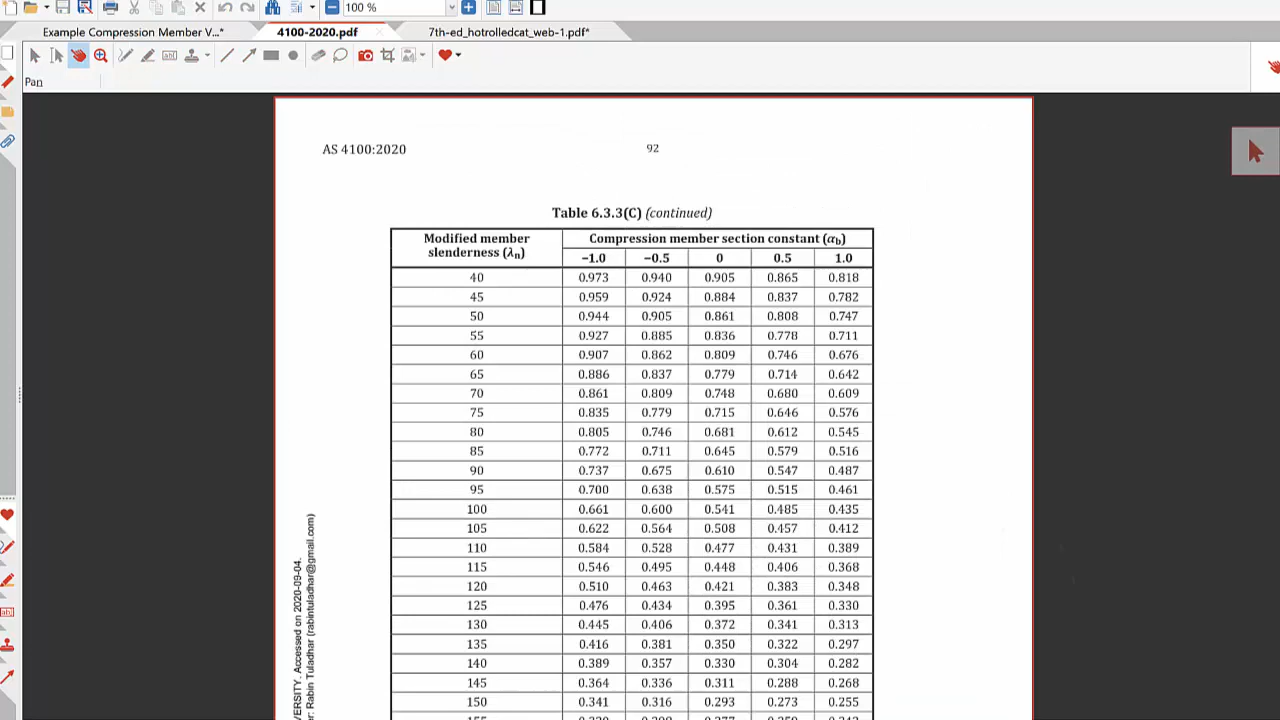 100 %
Example Compression Member V...*
4100-2020.pdf
7th-ed_hotrolledcat_web-1.pdf*
Pan
AS 4100:2020
92
Table 6.3.3(C) (continued)
Modified member slenderness (λn) Compression member section constant (αb)
−1.0 −0.5 0 0.5 1.0
40 0.973 0.940 0.905 0.865 0.818
45 0.959 0.924 0.884 0.837 0.782
50 0.944 0.905 0.861 0.808 0.747
55 0.927 0.885 0.836 0.778 0.711
60 0.907 0.862 0.809 0.746 0.676
65 0.886 0.837 0.779 0.714 0.642
70 0.861 0.809 0.748 0.680 0.609
75 0.835 0.779 0.715 0.646 0.576
80 0.805 0.746 0.681 0.612 0.545
85 0.772 0.711 0.645 0.579 0.516
90 0.737 0.675 0.610 0.547 0.487
95 0.700 0.638 0.575 0.515 0.461
100 0.661 0.600 0.541 0.485 0.435
105 0.622 0.564 0.508 0.457 0.412
110 0.584 0.528 0.477 0.431 0.389
115 0.546 0.495 0.448 0.406 0.368
120 0.510 0.463 0.421 0.383 0.348
125 0.476 0.434 0.395 0.361 0.330
130 0.445 0.406 0.372 0.341 0.313
135 0.416 0.381 0.350 0.322 0.297
140 0.389 0.357 0.330 0.304 0.282
145 0.364 0.336 0.311 0.288 0.268
150 0.341 0.316 0.293 0.273 0.255
VERSITY. Accessed on 2020-09-04.
r: Rabin Tuladhar (rabintuladhar@gmail.com)